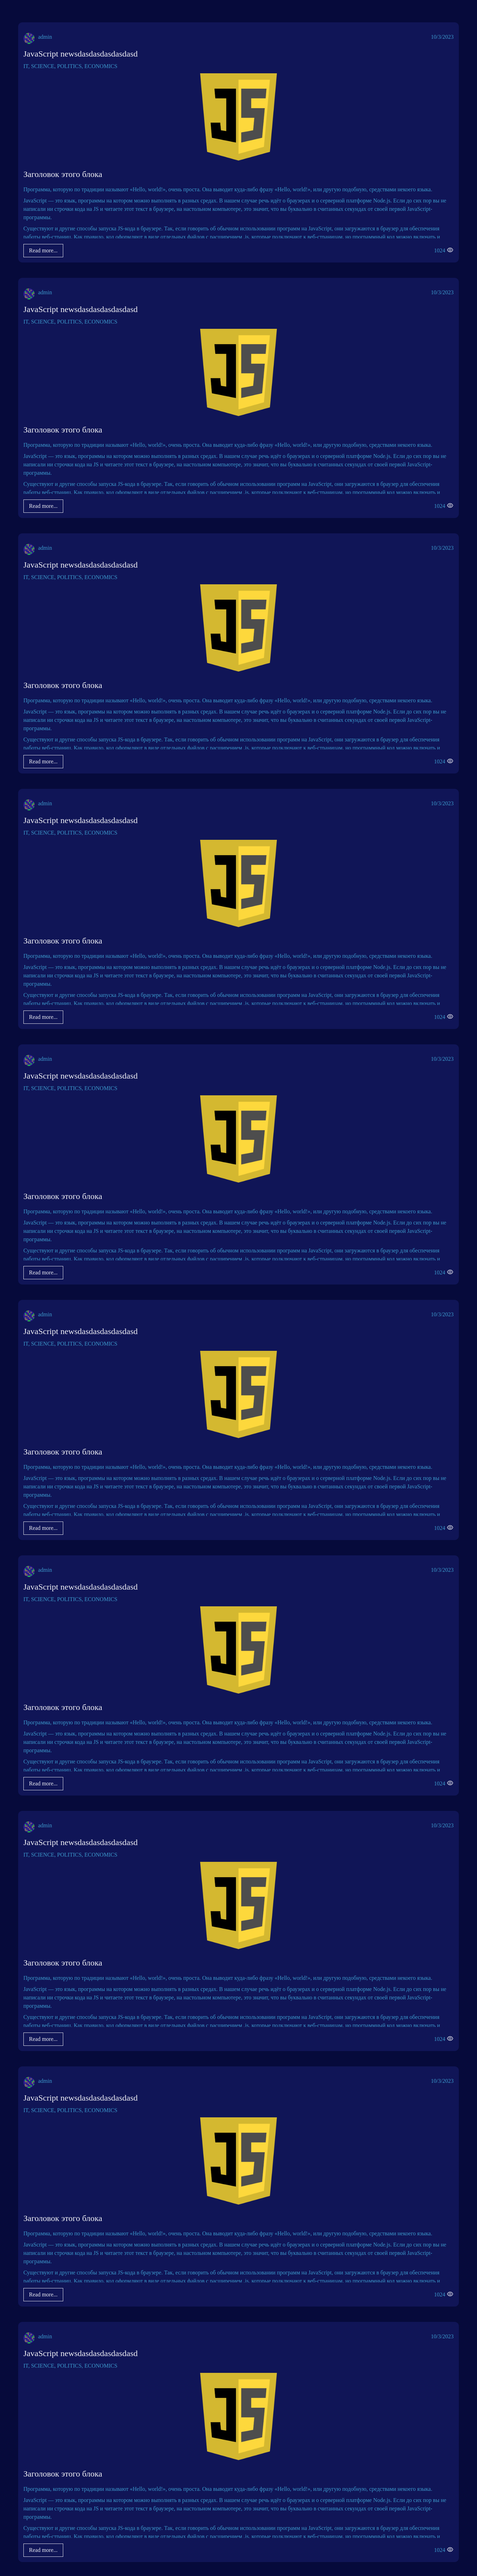 admin 10/3/2023
JavaScript newsdasdasdasdasdasd
IT, SCIENCE, POLITICS, ECONOMICS
JS
Заголовок этого блока
Программа, которую по традиции называют «Hello, world!», очень проста. Она выводит куда-либо фразу «Hello, world!», или другую подобную, средствами некоего языка.
JavaScript — это язык, программы на котором можно выполнять в разных средах. В нашем случае речь идёт о браузерах и о серверной платформе Node.js. Если до сих пор вы не
написали ни строчки кода на JS и читаете этот текст в браузере, на настольном компьютере, это значит, что вы буквально в считанных секундах от своей первой JavaScript-
программы.
Существуют и другие способы запуска JS-кода в браузере. Так, если говорить об обычном использовании программ на JavaScript, они загружаются в браузер для обеспечения
работы веб-страниц. Как правило, код оформляют в виде отдельных файлов с расширением .js, которые подключают к веб-страницам, но программный код можно включать и
Read more... 1024
admin 10/3/2023
JavaScript newsdasdasdasdasdasd
IT, SCIENCE, POLITICS, ECONOMICS
JS
Заголовок этого блока
Программа, которую по традиции называют «Hello, world!», очень проста. Она выводит куда-либо фразу «Hello, world!», или другую подобную, средствами некоего языка.
JavaScript — это язык, программы на котором можно выполнять в разных средах. В нашем случае речь идёт о браузерах и о серверной платформе Node.js. Если до сих пор вы не
написали ни строчки кода на JS и читаете этот текст в браузере, на настольном компьютере, это значит, что вы буквально в считанных секундах от своей первой JavaScript-
программы.
Существуют и другие способы запуска JS-кода в браузере. Так, если говорить об обычном использовании программ на JavaScript, они загружаются в браузер для обеспечения
работы веб-страниц. Как правило, код оформляют в виде отдельных файлов с расширением .js, которые подключают к веб-страницам, но программный код можно включать и
Read more... 1024
admin 10/3/2023
JavaScript newsdasdasdasdasdasd
IT, SCIENCE, POLITICS, ECONOMICS
JS
Заголовок этого блока
Программа, которую по традиции называют «Hello, world!», очень проста. Она выводит куда-либо фразу «Hello, world!», или другую подобную, средствами некоего языка.
JavaScript — это язык, программы на котором можно выполнять в разных средах. В нашем случае речь идёт о браузерах и о серверной платформе Node.js. Если до сих пор вы не
написали ни строчки кода на JS и читаете этот текст в браузере, на настольном компьютере, это значит, что вы буквально в считанных секундах от своей первой JavaScript-
программы.
Существуют и другие способы запуска JS-кода в браузере. Так, если говорить об обычном использовании программ на JavaScript, они загружаются в браузер для обеспечения
работы веб-страниц. Как правило, код оформляют в виде отдельных файлов с расширением .js, которые подключают к веб-страницам, но программный код можно включать и
Read more... 1024
admin 10/3/2023
JavaScript newsdasdasdasdasdasd
IT, SCIENCE, POLITICS, ECONOMICS
JS
Заголовок этого блока
Программа, которую по традиции называют «Hello, world!», очень проста. Она выводит куда-либо фразу «Hello, world!», или другую подобную, средствами некоего языка.
JavaScript — это язык, программы на котором можно выполнять в разных средах. В нашем случае речь идёт о браузерах и о серверной платформе Node.js. Если до сих пор вы не
написали ни строчки кода на JS и читаете этот текст в браузере, на настольном компьютере, это значит, что вы буквально в считанных секундах от своей первой JavaScript-
программы.
Существуют и другие способы запуска JS-кода в браузере. Так, если говорить об обычном использовании программ на JavaScript, они загружаются в браузер для обеспечения
работы веб-страниц. Как правило, код оформляют в виде отдельных файлов с расширением .js, которые подключают к веб-страницам, но программный код можно включать и
Read more... 1024
admin 10/3/2023
JavaScript newsdasdasdasdasdasd
IT, SCIENCE, POLITICS, ECONOMICS
JS
Заголовок этого блока
Программа, которую по традиции называют «Hello, world!», очень проста. Она выводит куда-либо фразу «Hello, world!», или другую подобную, средствами некоего языка.
JavaScript — это язык, программы на котором можно выполнять в разных средах. В нашем случае речь идёт о браузерах и о серверной платформе Node.js. Если до сих пор вы не
написали ни строчки кода на JS и читаете этот текст в браузере, на настольном компьютере, это значит, что вы буквально в считанных секундах от своей первой JavaScript-
программы.
Существуют и другие способы запуска JS-кода в браузере. Так, если говорить об обычном использовании программ на JavaScript, они загружаются в браузер для обеспечения
работы веб-страниц. Как правило, код оформляют в виде отдельных файлов с расширением .js, которые подключают к веб-страницам, но программный код можно включать и
Read more... 1024
admin 10/3/2023
JavaScript newsdasdasdasdasdasd
IT, SCIENCE, POLITICS, ECONOMICS
JS
Заголовок этого блока
Программа, которую по традиции называют «Hello, world!», очень проста. Она выводит куда-либо фразу «Hello, world!», или другую подобную, средствами некоего языка.
JavaScript — это язык, программы на котором можно выполнять в разных средах. В нашем случае речь идёт о браузерах и о серверной платформе Node.js. Если до сих пор вы не
написали ни строчки кода на JS и читаете этот текст в браузере, на настольном компьютере, это значит, что вы буквально в считанных секундах от своей первой JavaScript-
программы.
Существуют и другие способы запуска JS-кода в браузере. Так, если говорить об обычном использовании программ на JavaScript, они загружаются в браузер для обеспечения
работы веб-страниц. Как правило, код оформляют в виде отдельных файлов с расширением .js, которые подключают к веб-страницам, но программный код можно включать и
Read more... 1024
admin 10/3/2023
JavaScript newsdasdasdasdasdasd
IT, SCIENCE, POLITICS, ECONOMICS
JS
Заголовок этого блока
Программа, которую по традиции называют «Hello, world!», очень проста. Она выводит куда-либо фразу «Hello, world!», или другую подобную, средствами некоего языка.
JavaScript — это язык, программы на котором можно выполнять в разных средах. В нашем случае речь идёт о браузерах и о серверной платформе Node.js. Если до сих пор вы не
написали ни строчки кода на JS и читаете этот текст в браузере, на настольном компьютере, это значит, что вы буквально в считанных секундах от своей первой JavaScript-
программы.
Существуют и другие способы запуска JS-кода в браузере. Так, если говорить об обычном использовании программ на JavaScript, они загружаются в браузер для обеспечения
работы веб-страниц. Как правило, код оформляют в виде отдельных файлов с расширением .js, которые подключают к веб-страницам, но программный код можно включать и
Read more... 1024
admin 10/3/2023
JavaScript newsdasdasdasdasdasd
IT, SCIENCE, POLITICS, ECONOMICS
JS
Заголовок этого блока
Программа, которую по традиции называют «Hello, world!», очень проста. Она выводит куда-либо фразу «Hello, world!», или другую подобную, средствами некоего языка.
JavaScript — это язык, программы на котором можно выполнять в разных средах. В нашем случае речь идёт о браузерах и о серверной платформе Node.js. Если до сих пор вы не
написали ни строчки кода на JS и читаете этот текст в браузере, на настольном компьютере, это значит, что вы буквально в считанных секундах от своей первой JavaScript-
программы.
Существуют и другие способы запуска JS-кода в браузере. Так, если говорить об обычном использовании программ на JavaScript, они загружаются в браузер для обеспечения
работы веб-страниц. Как правило, код оформляют в виде отдельных файлов с расширением .js, которые подключают к веб-страницам, но программный код можно включать и
Read more... 1024
admin 10/3/2023
JavaScript newsdasdasdasdasdasd
IT, SCIENCE, POLITICS, ECONOMICS
JS
Заголовок этого блока
Программа, которую по традиции называют «Hello, world!», очень проста. Она выводит куда-либо фразу «Hello, world!», или другую подобную, средствами некоего языка.
JavaScript — это язык, программы на котором можно выполнять в разных средах. В нашем случае речь идёт о браузерах и о серверной платформе Node.js. Если до сих пор вы не
написали ни строчки кода на JS и читаете этот текст в браузере, на настольном компьютере, это значит, что вы буквально в считанных секундах от своей первой JavaScript-
программы.
Существуют и другие способы запуска JS-кода в браузере. Так, если говорить об обычном использовании программ на JavaScript, они загружаются в браузер для обеспечения
работы веб-страниц. Как правило, код оформляют в виде отдельных файлов с расширением .js, которые подключают к веб-страницам, но программный код можно включать и
Read more... 1024
admin 10/3/2023
JavaScript newsdasdasdasdasdasd
IT, SCIENCE, POLITICS, ECONOMICS
JS
Заголовок этого блока
Программа, которую по традиции называют «Hello, world!», очень проста. Она выводит куда-либо фразу «Hello, world!», или другую подобную, средствами некоего языка.
JavaScript — это язык, программы на котором можно выполнять в разных средах. В нашем случае речь идёт о браузерах и о серверной платформе Node.js. Если до сих пор вы не
написали ни строчки кода на JS и читаете этот текст в браузере, на настольном компьютере, это значит, что вы буквально в считанных секундах от своей первой JavaScript-
программы.
Существуют и другие способы запуска JS-кода в браузере. Так, если говорить об обычном использовании программ на JavaScript, они загружаются в браузер для обеспечения
работы веб-страниц. Как правило, код оформляют в виде отдельных файлов с расширением .js, которые подключают к веб-страницам, но программный код можно включать и
Read more... 1024